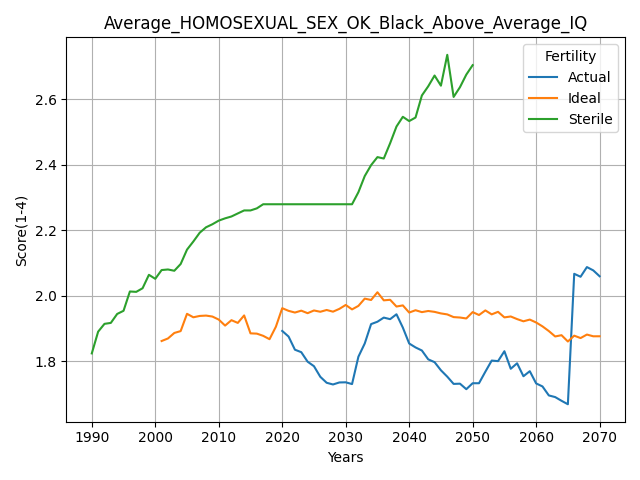 Average_HOMOSEXUAL_SEX_OK_Black_Above_Average_IQ
Fertility
Actual
Ideal
Sterile
Score(1-4)
2.6
2.4
2.2
2.0
1.8
1990 2000 2010 2020 2030 2040 2050 2060 2070
Years